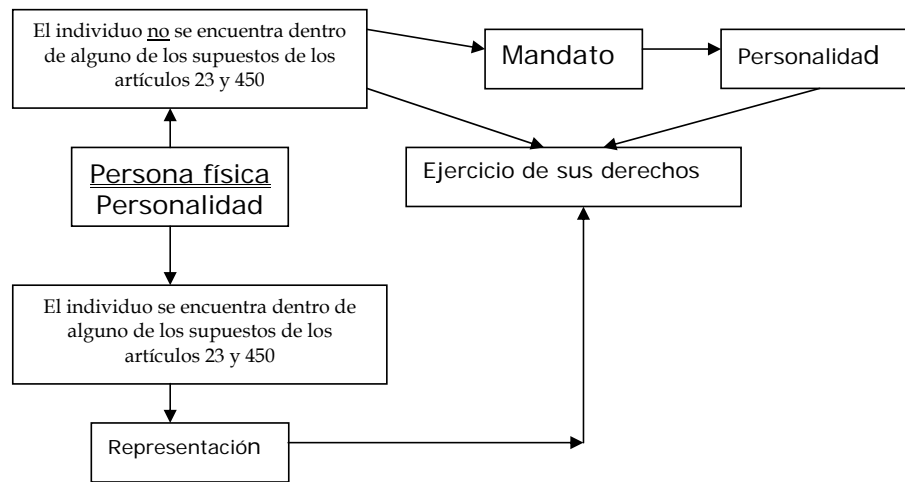 El individuo no se encuentra dentro
de alguno de los supuestos de los
artículos 23 y 450
Mandato
Personalidad
Persona física
Personalidad
Ejercicio de sus derechos
El individuo se encuentra dentro de
alguno de los supuestos de los
artículos 23 y 450
Representación